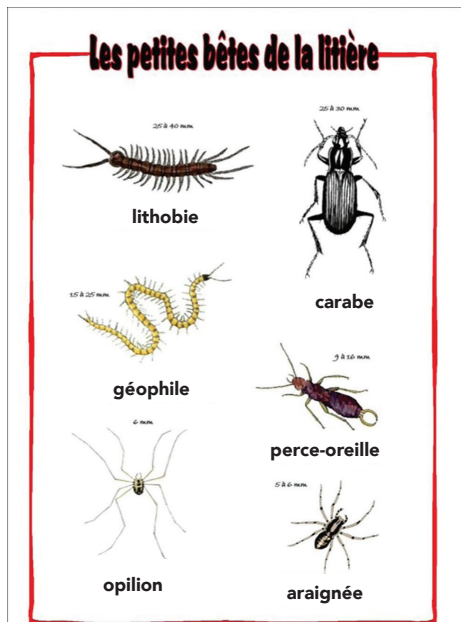 Les petites bêtes de la litière
25 à 40 mm
lithobie
25 à 30 mm
carabe
15 à 25 mm
géophile
9 à 16 mm
perce-oreille
6 mm
opilion
5 à 6 mm
araignée